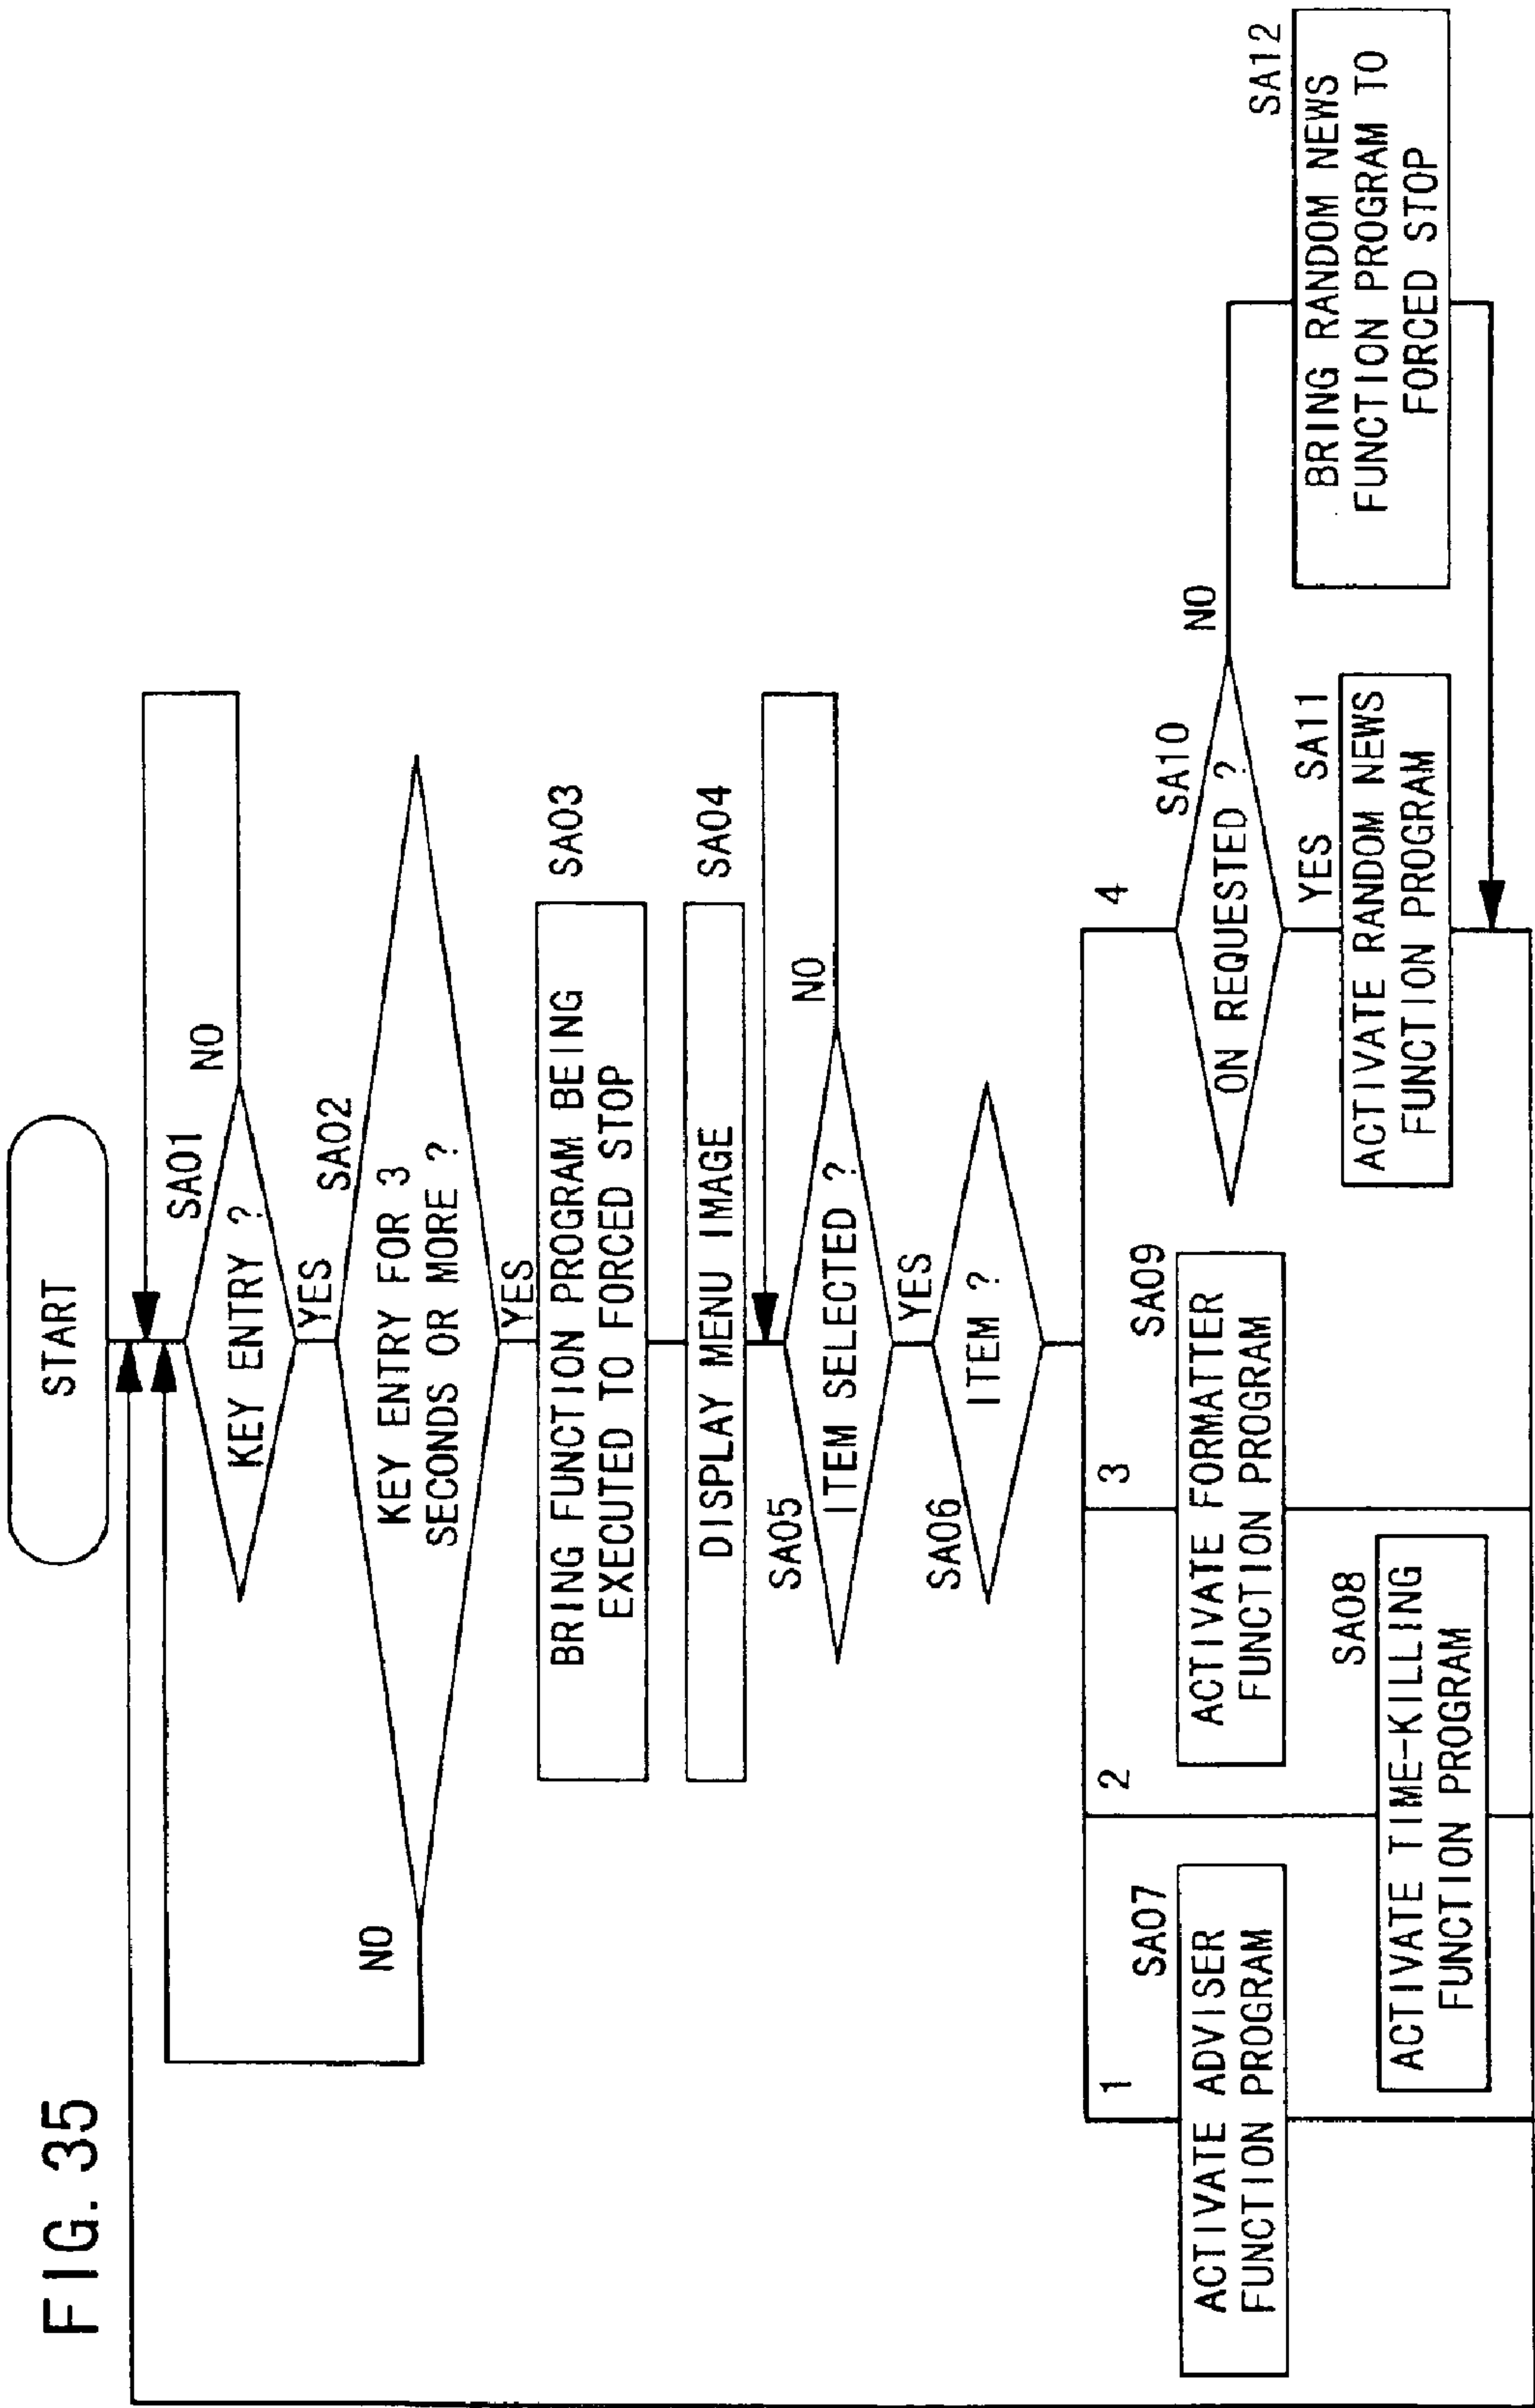 FIG. 35
START
SA01
KEY ENTRY ?
NO
YES
SA02
KEY ENTRY FOR 3
SECONDS OR MORE ?
NO
YES
SA03
BRING FUNCTION PROGRAM BEING
EXECUTED TO FORCED STOP
SA04
DISPLAY MENU IMAGE
SA05
ITEM SELECTED ?
NO
YES
SA06
ITEM ?
1
2
3
4
SA07
ACTIVATE ADVISER
FUNCTION PROGRAM
SA08
ACTIVATE TIME-KILLING
FUNCTION PROGRAM
SA09
ACTIVATE FORMATTER
FUNCTION PROGRAM
SA10
ON REQUESTED ?
NO
YES
SA11
ACTIVATE RANDOM NEWS
FUNCTION PROGRAM
SA12
BRING RANDOM NEWS
FUNCTION PROGRAM TO
FORCED STOP